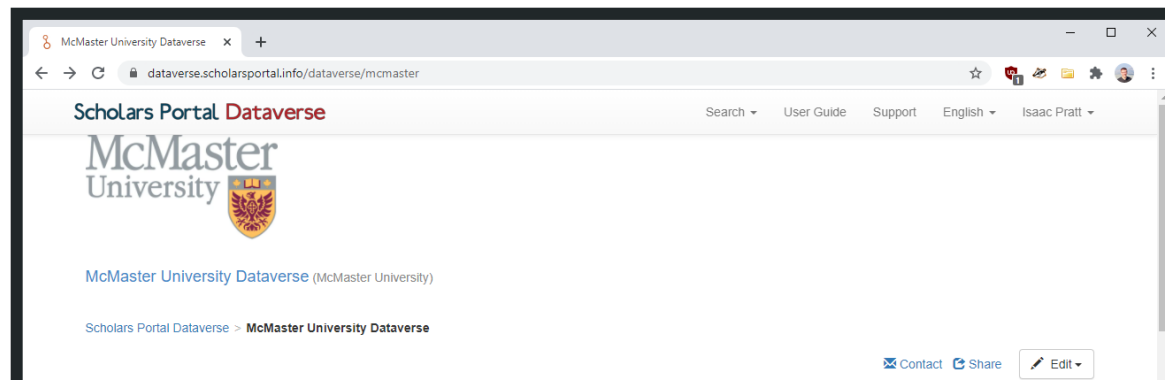 McMaster University Dataverse
dataverse.scholarsportal.info/dataverse/mcmaster
1
Scholars Portal Dataverse Search User Guide Support English Isaac Pratt
McMaster
University
McMaster University Dataverse (McMaster University)
Scholars Portal Dataverse > McMaster University Dataverse
Contact Share Edit